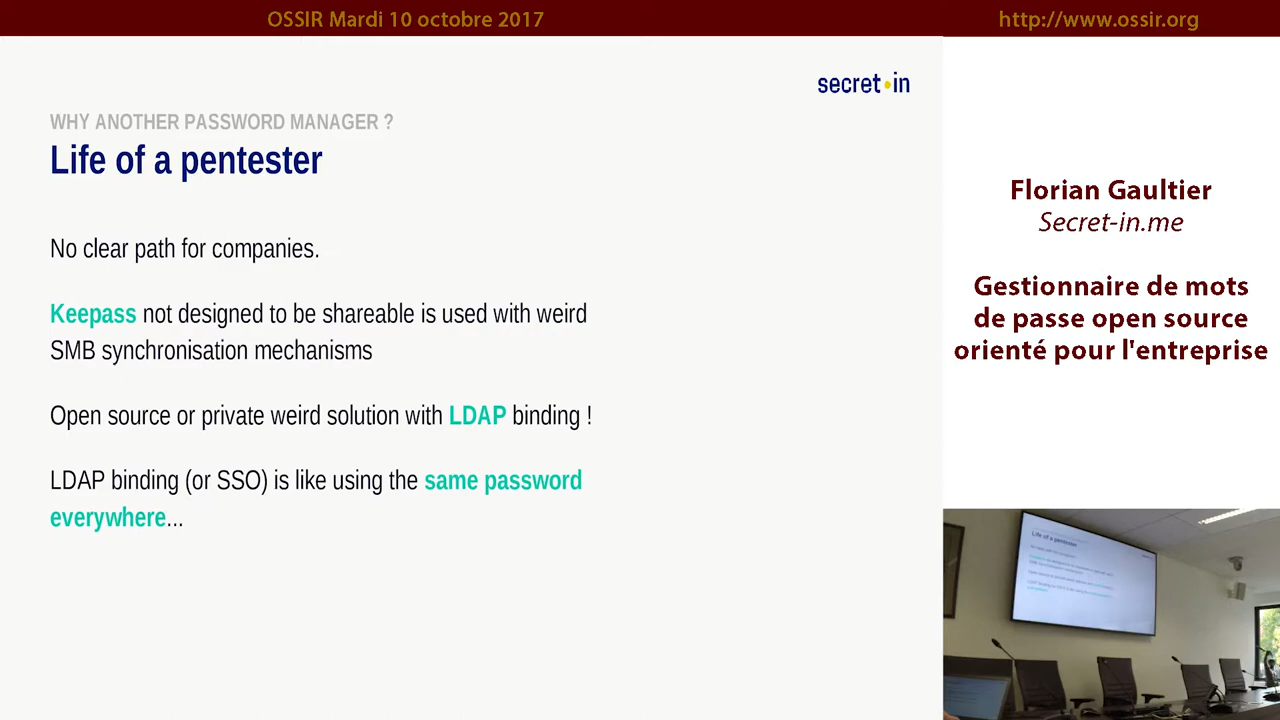 OSSIR Mardi 10 octobre 2017
http://www.ossir.org
secret·in
WHY ANOTHER PASSWORD MANAGER ?
Life of a pentester
No clear path for companies.
Keepass not designed to be shareable is used with weird
SMB synchronisation mechanisms
Open source or private weird solution with LDAP binding !
LDAP binding (or SSO) is like using the same password
everywhere...
Florian Gaultier
Secret-in.me
Gestionnaire de mots
de passe open source
orienté pour l'entreprise
Life of a pentester